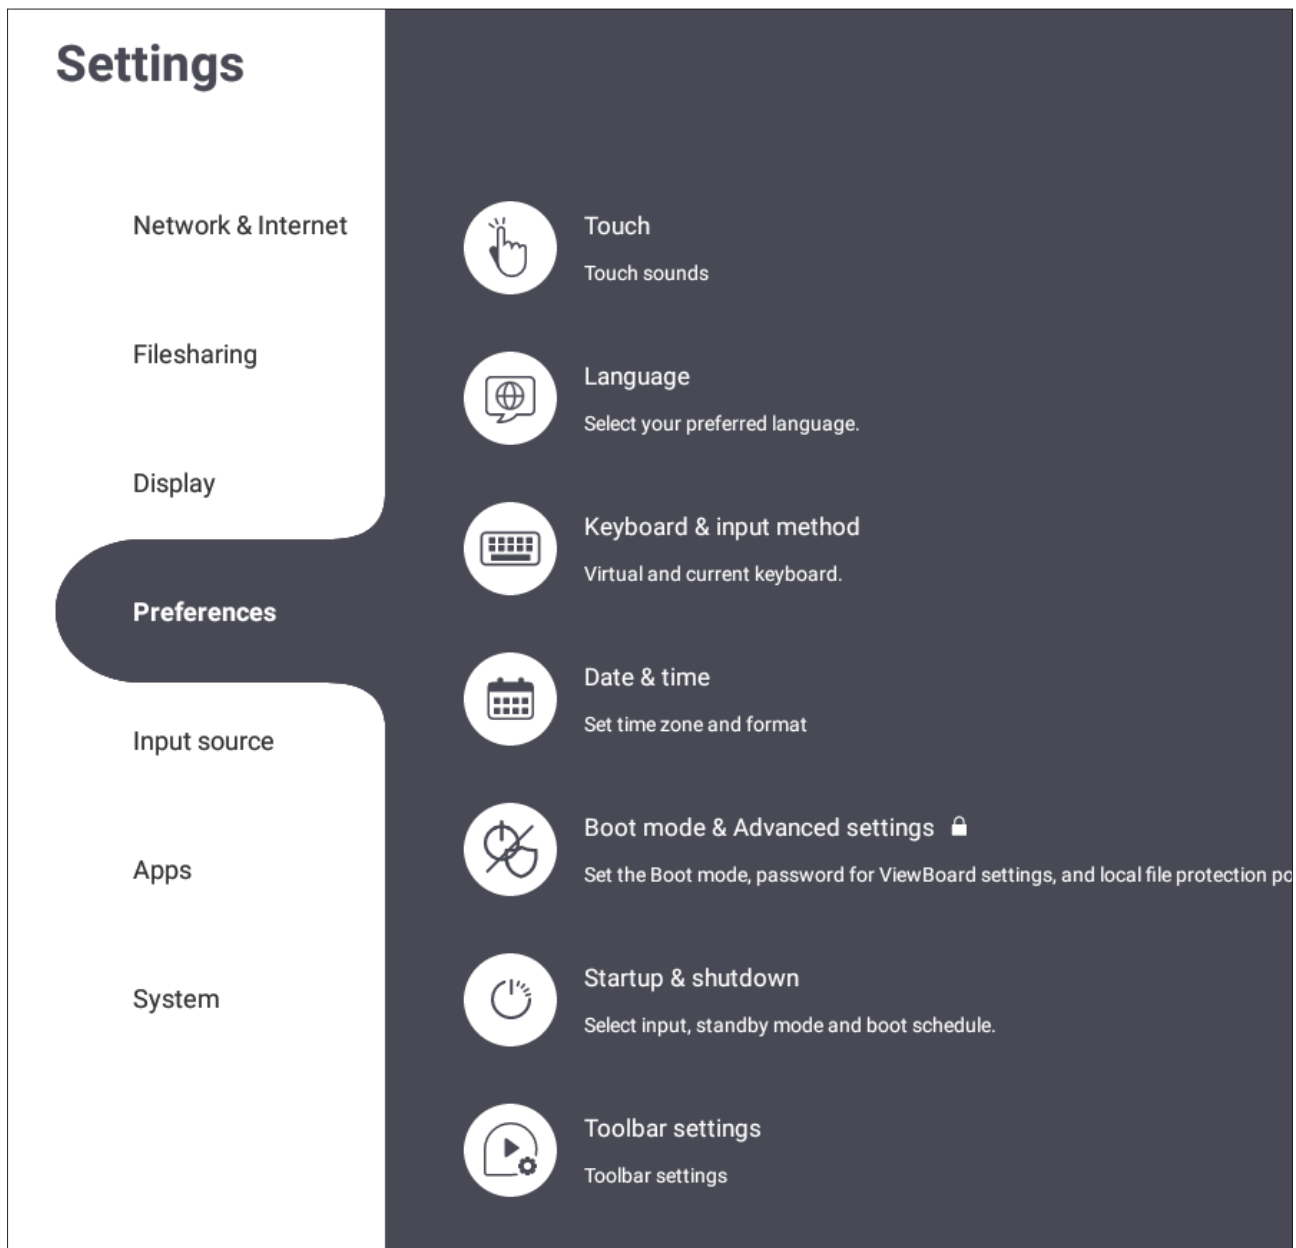 Settings
Network & Internet
Filesharing
Display
Preferences
Input source
Apps
System
Touch
Touch sounds
Language
Select your preferred language.
Keyboard & input method
Virtual and current keyboard.
Date & time
Set time zone and format
Boot mode & Advanced settings
Set the Boot mode, password for ViewBoard settings, and local file protection po
Startup & shutdown
Select input, standby mode and boot schedule.
Toolbar settings
Toolbar settings